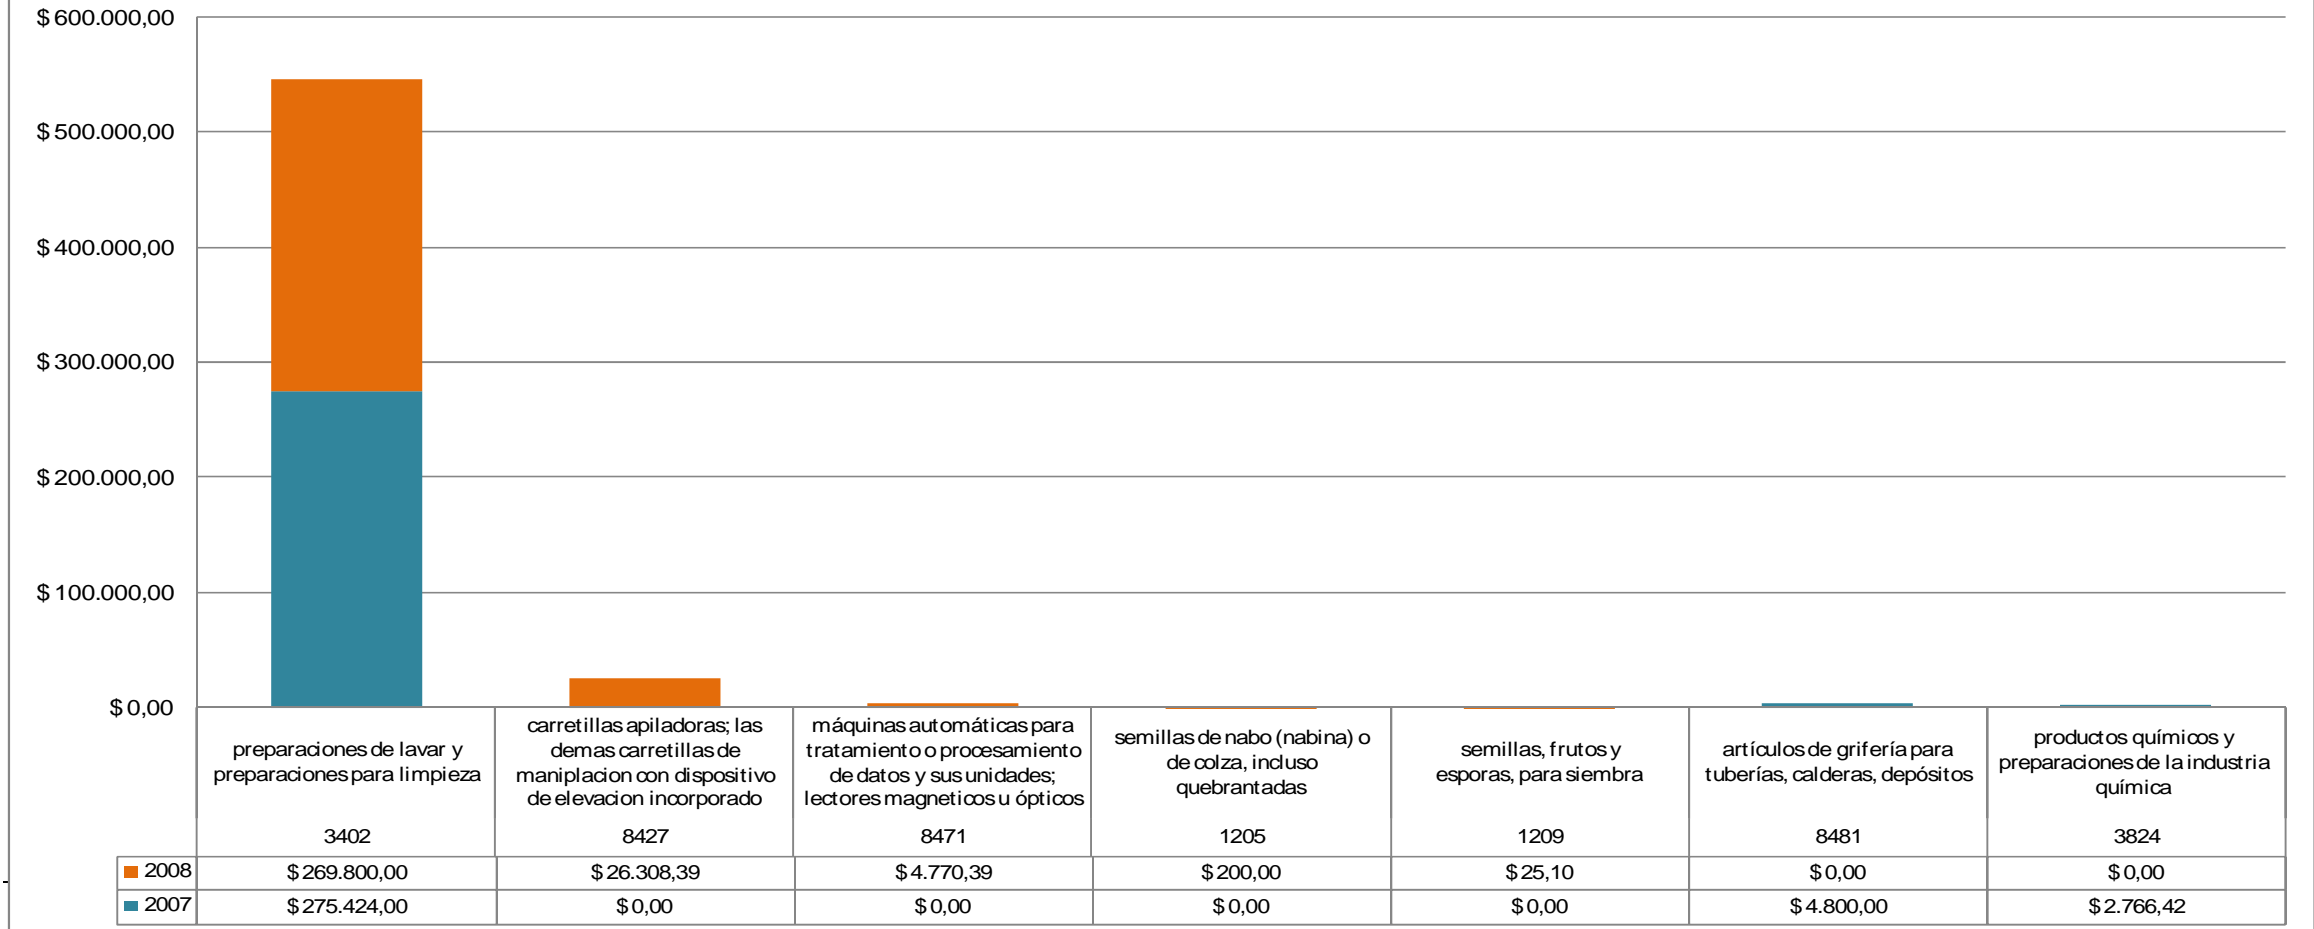 $ 600.000,00
$ 500.000,00
$ 400.000,00
$ 300.000,00
$ 200.000,00
$ 100.000,00
$ 0,00
preparaciones de lavar y
preparaciones para limpieza
3402
carretillas apiladoras; las
demas carretillas de
maniplacion con dispositivo
de elevacion incorporado
8427
máquinas automáticas para
tratamiento o procesamiento
de datos y sus unidades;
lectores magneticos u ópticos
8471
semillas de nabo (nabina) o
de colza, incluso
quebrantadas
1205
semillas, frutos y
esporas, para siembra
1209
artículos de grifería para
tuberías, calderas, depósitos
8481
productos químicos y
preparaciones de la industria
química
3824
2008 $ 269.800,00 $ 26.308,39 $ 4.770,39 $ 200,00 $ 25,10 $ 0,00 $ 0,00
2007 $ 275.424,00 $ 0,00 $ 0,00 $ 0,00 $ 0,00 $ 4.800,00 $ 2.766,42